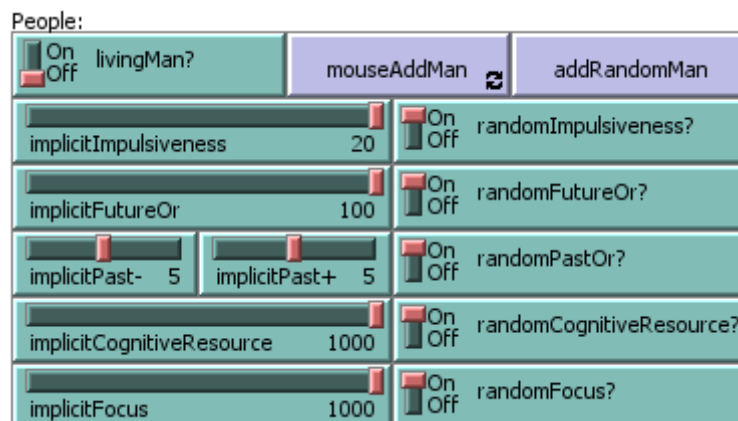 People:
On
Off
livingMan?
mouseAddMan
addRandomMan
implicitImpulsiveness 20
On
Off
randomImpulsiveness?
implicitFutureOr 100
On
Off
randomFutureOr?
implicitPast- 5
implicitPast+ 5
On
Off
randomPastOr?
implicitCognitiveResource 1000
On
Off
randomCognitiveResource?
implicitFocus 1000
On
Off
randomFocus?